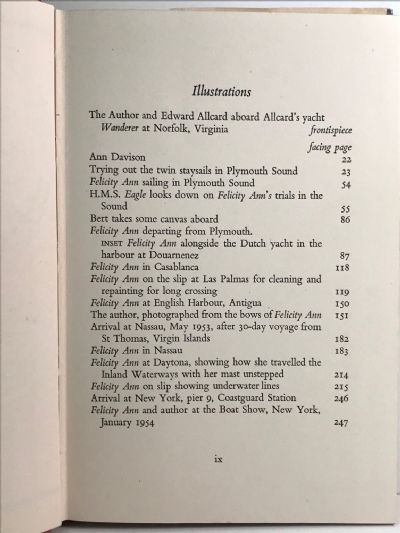 Illustrations
The Author and Edward Allcard aboard Allcard's yacht
Wanderer at Norfolk, Virginia frontispiece
facing page
Ann Davison 22
Trying out the twin staysails in Plymouth Sound 23
Felicity Ann sailing in Plymouth Sound 54
H.M.S. Eagle looks down on Felicity Ann's trials in the
Sound 55
Bert takes some canvas aboard 86
Felicity Ann departing from Plymouth.
INSET Felicity Ann alongside the Dutch yacht in the
harbour at Douarnenez 87
Felicity Ann in Casablanca 118
Felicity Ann on the slip at Las Palmas for cleaning and
repainting for long crossing 119
Felicity Ann at English Harbour, Antigua 150
The author, photographed from the bows of Felicity Ann 151
Arrival at Nassau, May 1953, after 30-day voyage from
St Thomas, Virgin Islands 182
Felicity Ann in Nassau 183
Felicity Ann at Daytona, showing how she travelled the
Inland Waterways with her mast unstepped 214
Felicity Ann on slip showing underwater lines 215
Arrival at New York, pier 9, Coastguard Station 246
Felicity Ann and author at the Boat Show, New York,
January 1954 247
ix